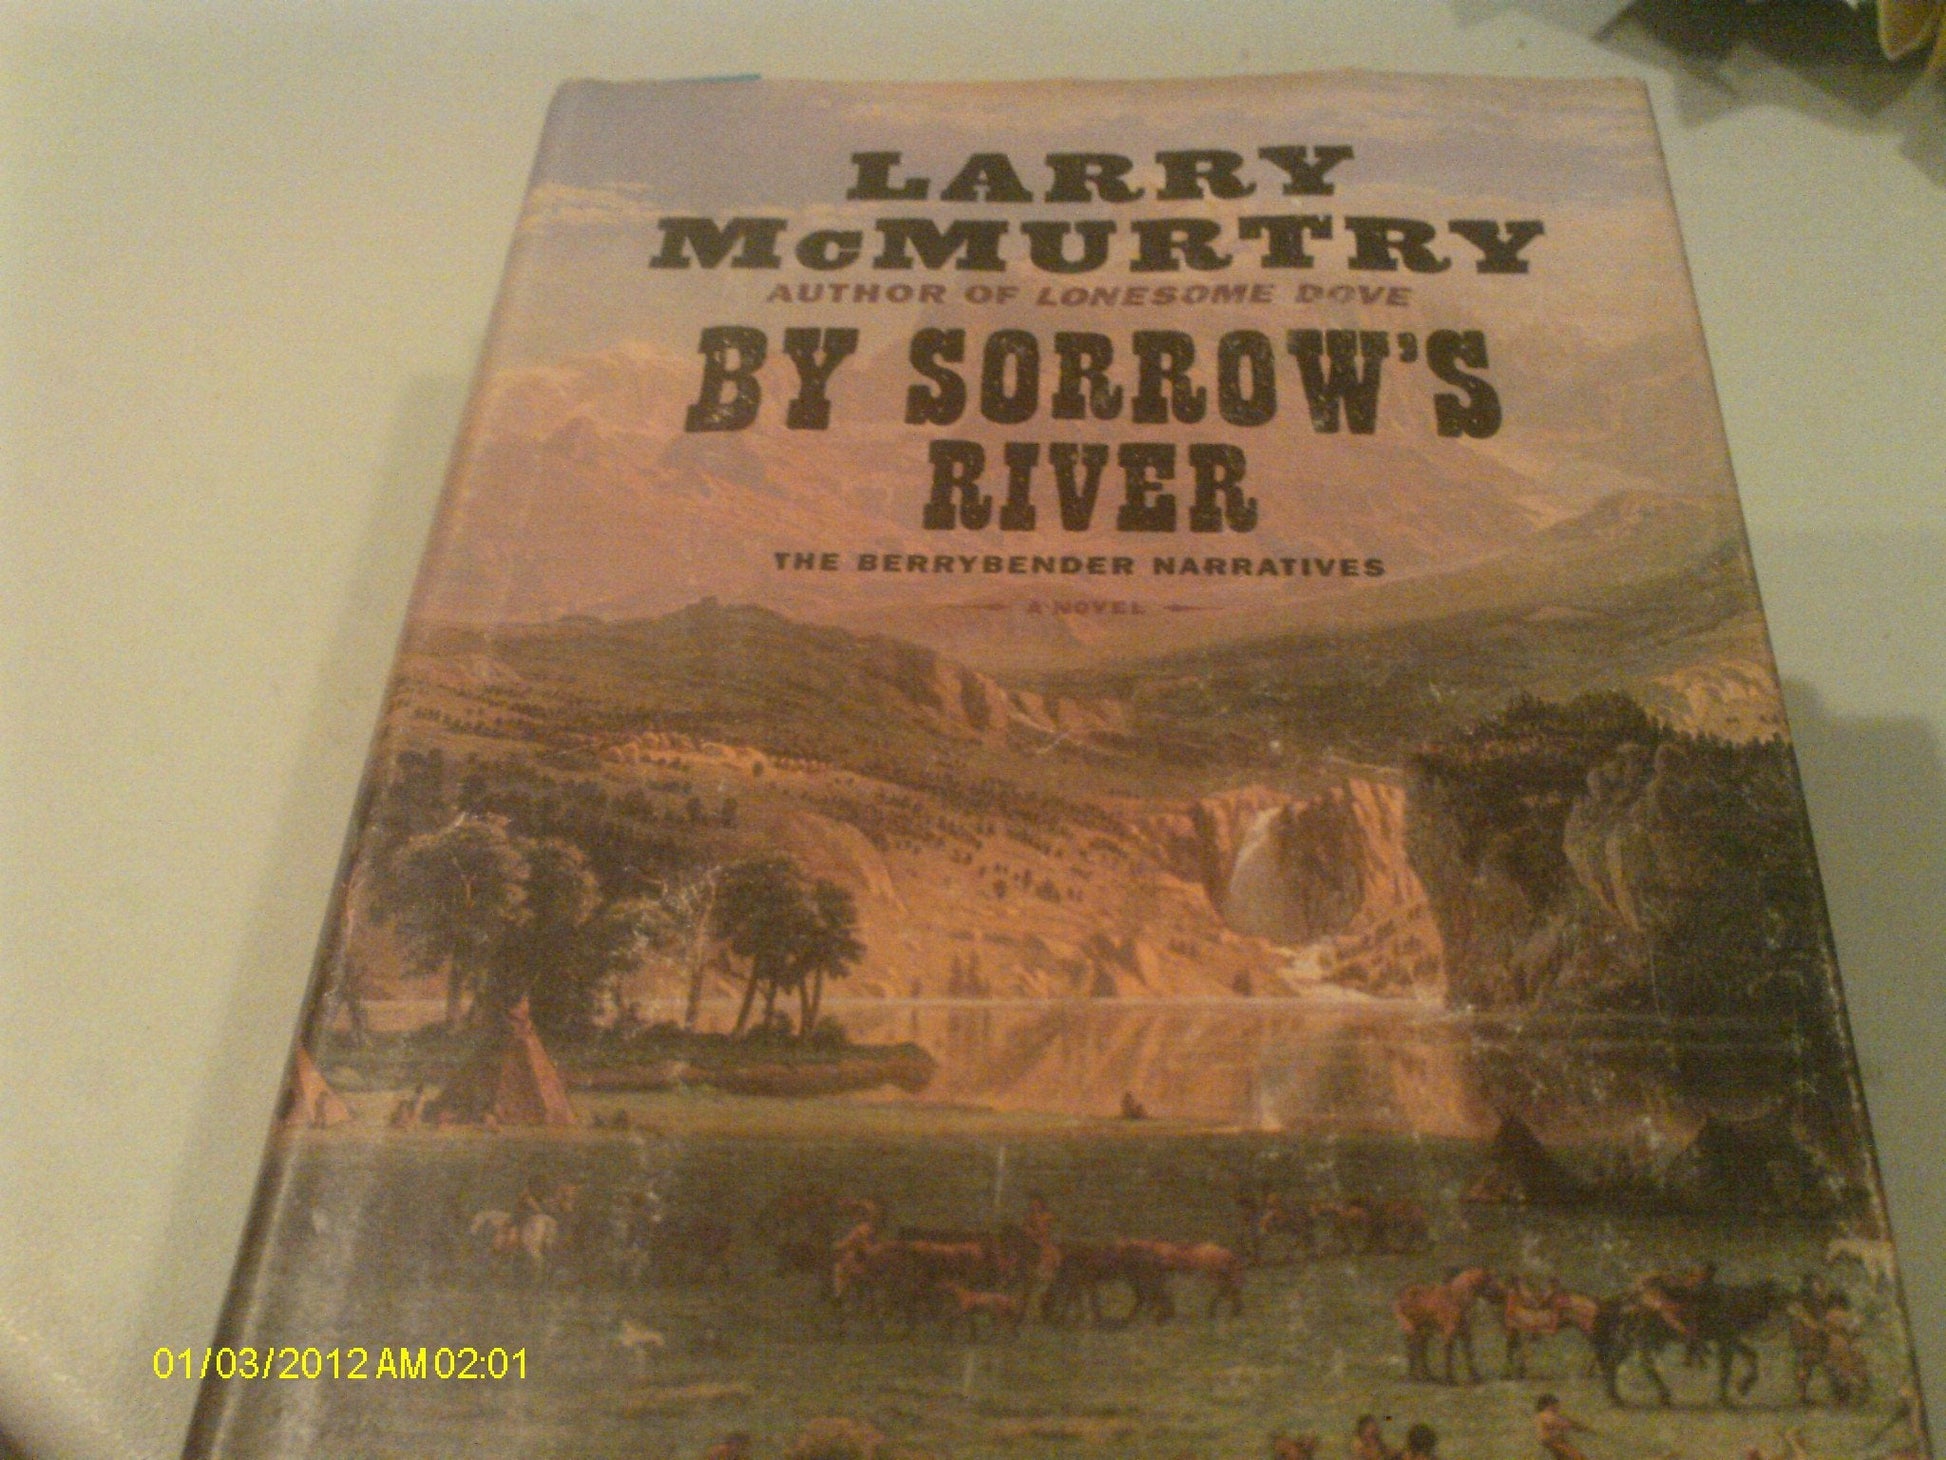 LARRY
McMURTRY
AUTHOR OF LONESOME DOVE
BY SORROW'S
RIVER
THE BERRYBENDER NARRATIVES
A NOVEL
01/03/2012 AM 02:01